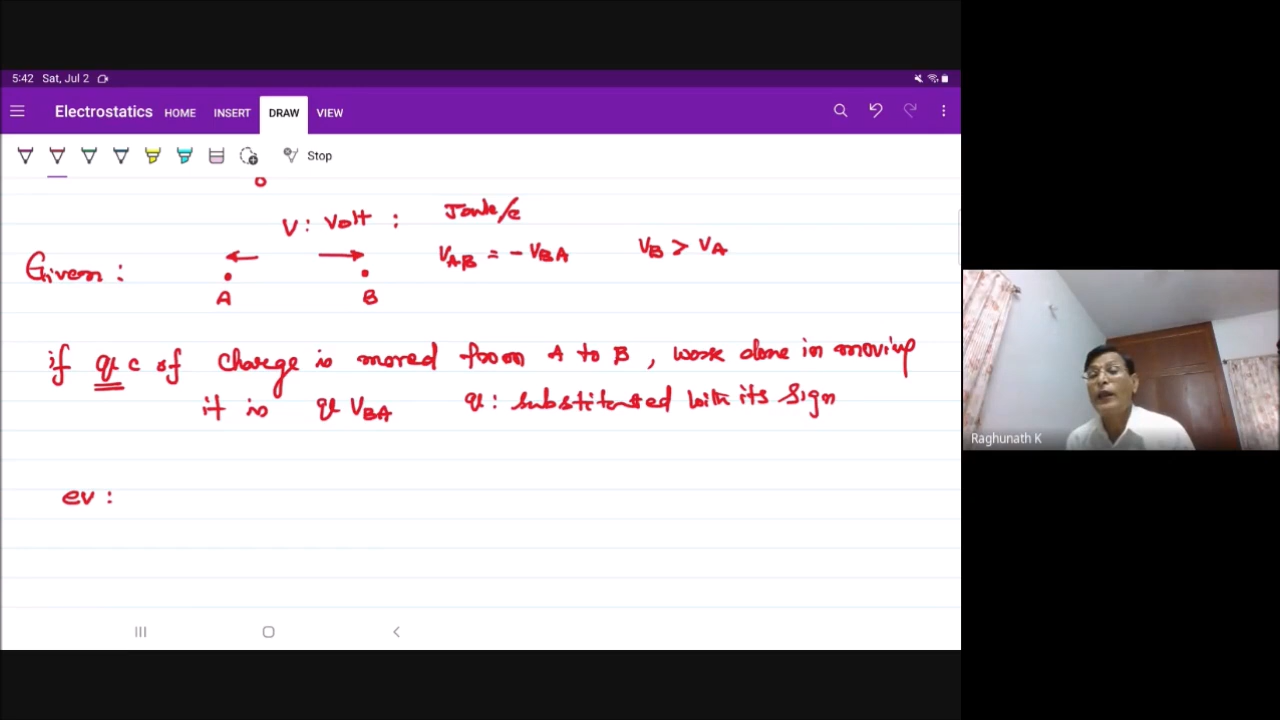 5:42 Sat, Jul 2
Electrostatics HOME INSERT DRAW VIEW
Stop
V : Volt ; Joule/c
Given : A B VAB = - VBA VB > VA
if q c of charge is moved from A to B, work done in moving
it is q VBA q : substituted with its sign
ev :
Raghunath K